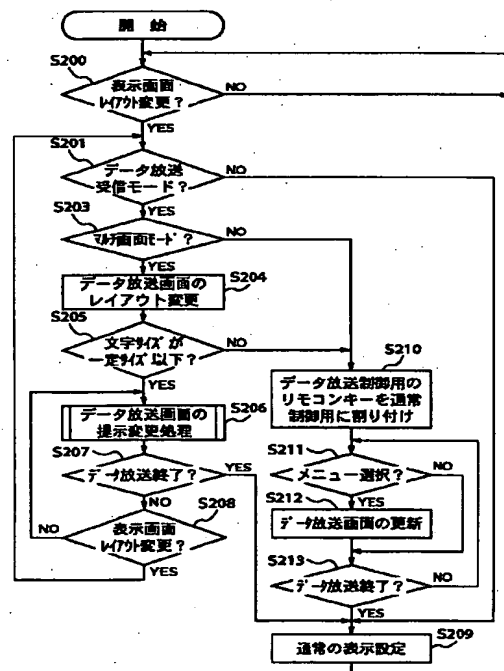 開始
S200
表示画面
レイアウト変更？
NO
YES
S201
データ放送
受信モード？
NO
YES
S203
マルチ画面モード？
NO
YES
S204
データ放送画面の
レイアウト変更
S205
文字サイズが
一定サイズ以下？
NO
YES
S210
データ放送制御用の
リモコンキーを通常
制御用に割り付け
S206
データ放送画面の
提示変更処理
S207
データ放送終了？
YES
NO
S211
メニュー選択？
NO
YES
S212
データ放送画面の更新
S208
表示画面
レイアウト変更？
NO
YES
S213
データ放送終了？
NO
YES
S209
通常の表示設定